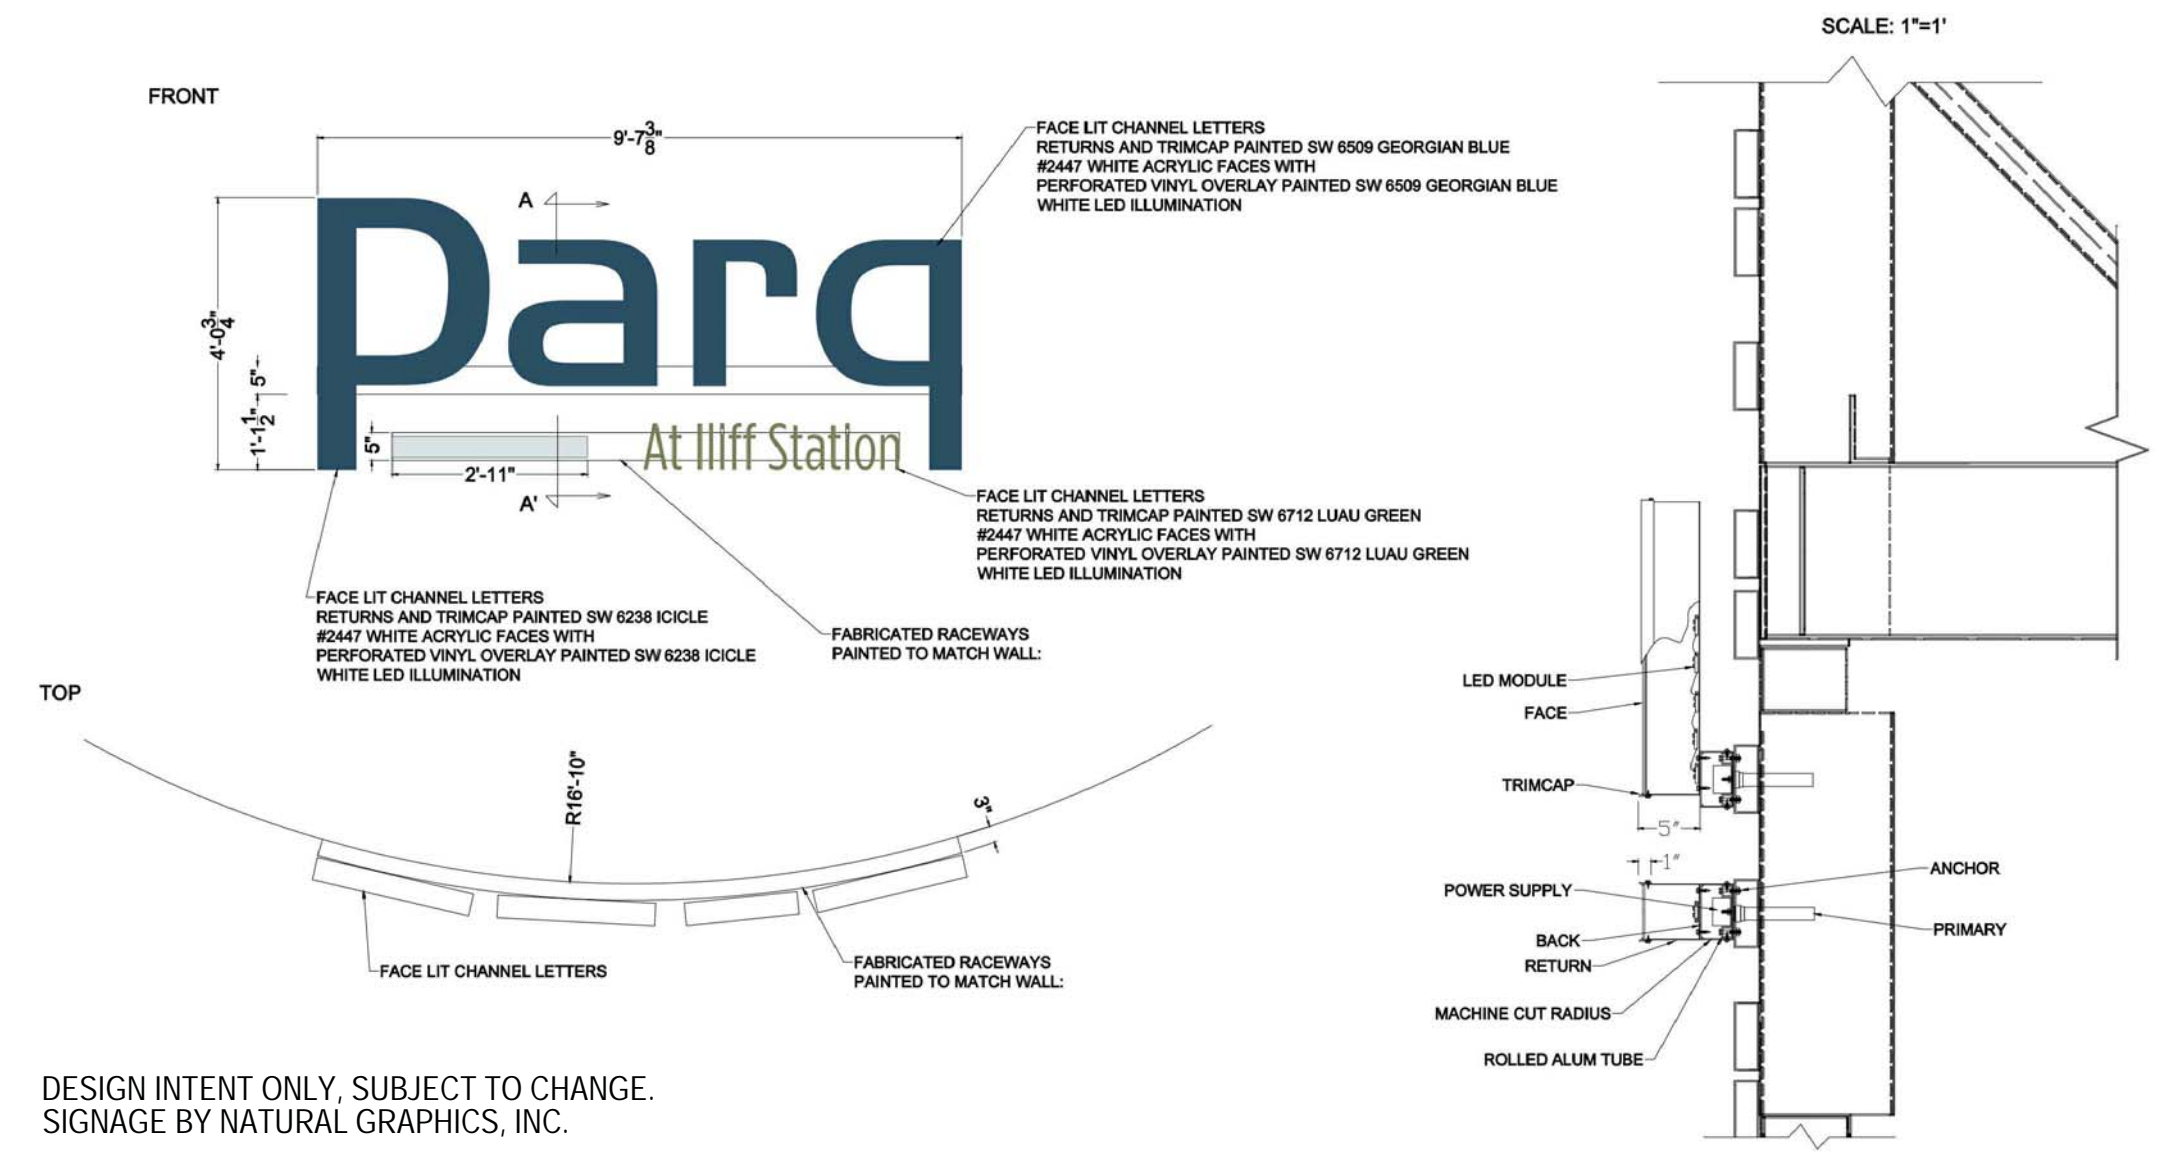 SCALE: 1"=1'
FRONT
9'-7 3/8"
FACE LIT CHANNEL LETTERS
RETURNS AND TRIMCAP PAINTED SW 6509 GEORGIAN BLUE
#2447 WHITE ACRYLIC FACES WITH
PERFORATED VINYL OVERLAY PAINTED SW 6509 GEORGIAN BLUE
WHITE LED ILLUMINATION
A
parq
4'-0 3/4"
5"
1'-1 1/2"
5"
2'-11"
At Iliff Station
A'
FACE LIT CHANNEL LETTERS
RETURNS AND TRIMCAP PAINTED SW 6712 LUAU GREEN
#2447 WHITE ACRYLIC FACES WITH
PERFORATED VINYL OVERLAY PAINTED SW 6712 LUAU GREEN
WHITE LED ILLUMINATION
FACE LIT CHANNEL LETTERS
RETURNS AND TRIMCAP PAINTED SW 6238 ICICLE
#2447 WHITE ACRYLIC FACES WITH
PERFORATED VINYL OVERLAY PAINTED SW 6238 ICICLE
WHITE LED ILLUMINATION
FABRICATED RACEWAYS
PAINTED TO MATCH WALL:
TOP
R16'-10"
3"
FACE LIT CHANNEL LETTERS
FABRICATED RACEWAYS
PAINTED TO MATCH WALL:
LED MODULE
FACE
TRIMCAP
5"
1"
POWER SUPPLY
BACK
RETURN
MACHINE CUT RADIUS
ROLLED ALUM TUBE
ANCHOR
PRIMARY
DESIGN INTENT ONLY, SUBJECT TO CHANGE.
SIGNAGE BY NATURAL GRAPHICS, INC.